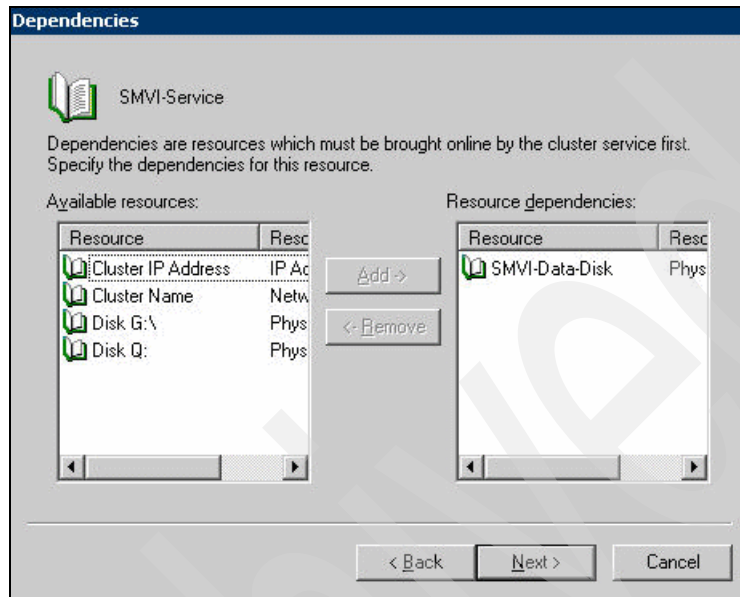 Dependencies
SMVI-Service
Dependencies are resources which must be brought online by the cluster service first.
Specify the dependencies for this resource.
Available resources:
Resource dependencies:
Resource Resc
Cluster IP Address IP Ac
Cluster Name Netw
Disk G:\ Phys
Disk Q: Phys
Add ->
<- Remove
Resource Resc
SMVI-Data-Disk Phys
< Back
Next >
Cancel